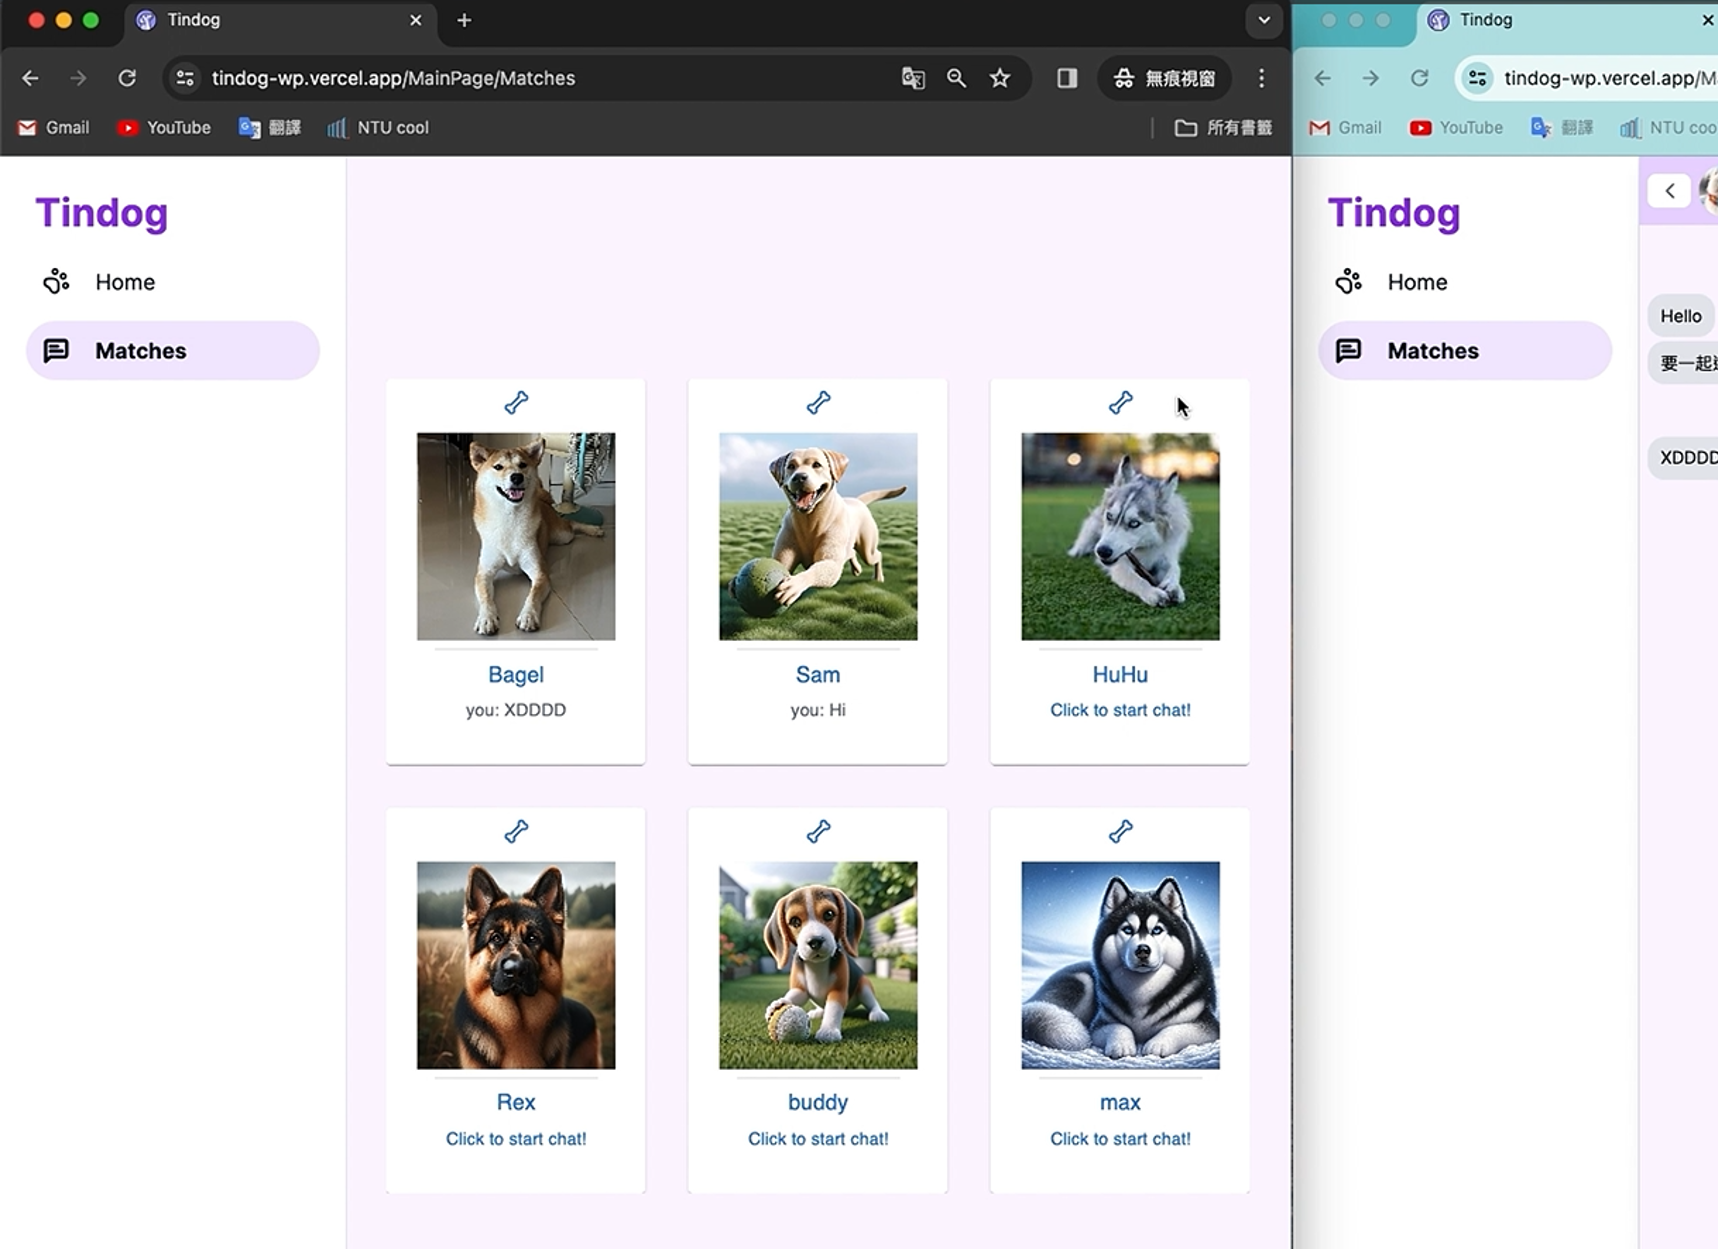 Tindog
tindog-wp.vercel.app/MainPage/Matches
無痕視窗
Gmail
YouTube
翻譯
NTU cool
所有書籤
Tindog
Home
Matches
Bagel
you: XDDDD
Sam
you: Hi
HuHu
Click to start chat!
Rex
Click to start chat!
buddy
Click to start chat!
max
Click to start chat!
Tindog
tindog-wp.vercel.app/M
Gmail
YouTube
翻譯
NTU coo
Tindog
Home
Matches
Hello
要一起
XDDDD